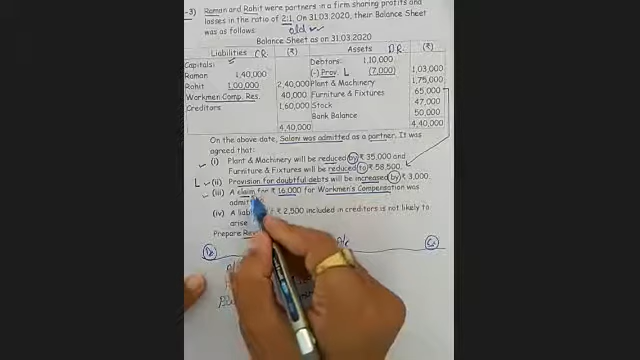 -3) Raman and Rohit were partners in a firm sharing profits and
losses in the ratio of 2:1. On 31.03.2020, their Balance Sheet
was as follows old
Balance Sheet as on 31.03.2020
Liabilities CR. (₹) Assets DR. (₹)
Capitals: Debtors: 1,10,000
Raman 1,40,000 (-) Prov. (7,000) 1,03,000
Rohit 1,00,000 2,40,000 Plant & Machinery 1,75,000
Workmen Comp. Res. 40,000 Furniture & Fixtures 65,000
Creditors 1,60,000 Stock 47,000
Bank Balance 50,000
4,40,000 4,40,000
On the above date, Saloni was admitted as a partner. It was
agreed that:
(i) Plant & Machinery will be reduced by ₹ 35,000 and
Furniture & Fixtures will be reduced to ₹ 58,500.
(ii) Provision for doubtful debts will be increased by ₹ 3,000.
(iii) A claim for ₹ 16,000 for Workmen's Compensation was
(iv) A ₹ 2,500 included in creditors is not likely to
arise
Prepare
Dr. A/c Cr.